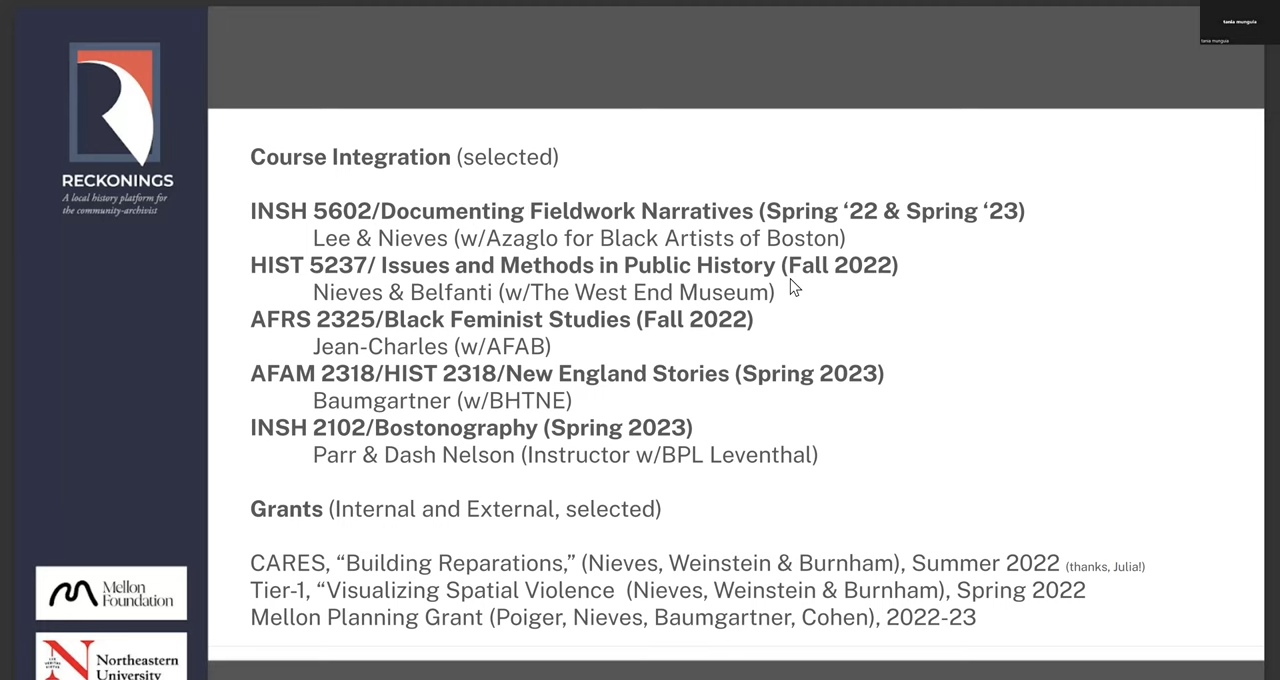 tania munguia
tania munguia
RECKONINGS
A local history platform for
the community-archivist
Course Integration (selected)
INSH 5602/Documenting Fieldwork Narratives (Spring ‘22 & Spring ‘23)
Lee & Nieves (w/Azaglo for Black Artists of Boston)
HIST 5237/ Issues and Methods in Public History (Fall 2022)
Nieves & Belfanti (w/The West End Museum)
AFRS 2325/Black Feminist Studies (Fall 2022)
Jean-Charles (w/AFAB)
AFAM 2318/HIST 2318/New England Stories (Spring 2023)
Baumgartner (w/BHTNE)
INSH 2102/Bostonography (Spring 2023)
Parr & Dash Nelson (Instructor w/BPL Leventhal)
Grants (Internal and External, selected)
CARES, “Building Reparations,” (Nieves, Weinstein & Burnham), Summer 2022 (thanks, Julia!)
Tier-1, “Visualizing Spatial Violence  (Nieves, Weinstein & Burnham), Spring 2022
Mellon Planning Grant (Poiger, Nieves, Baumgartner, Cohen), 2022-23
Mellon
Foundation
N
Northeastern
University